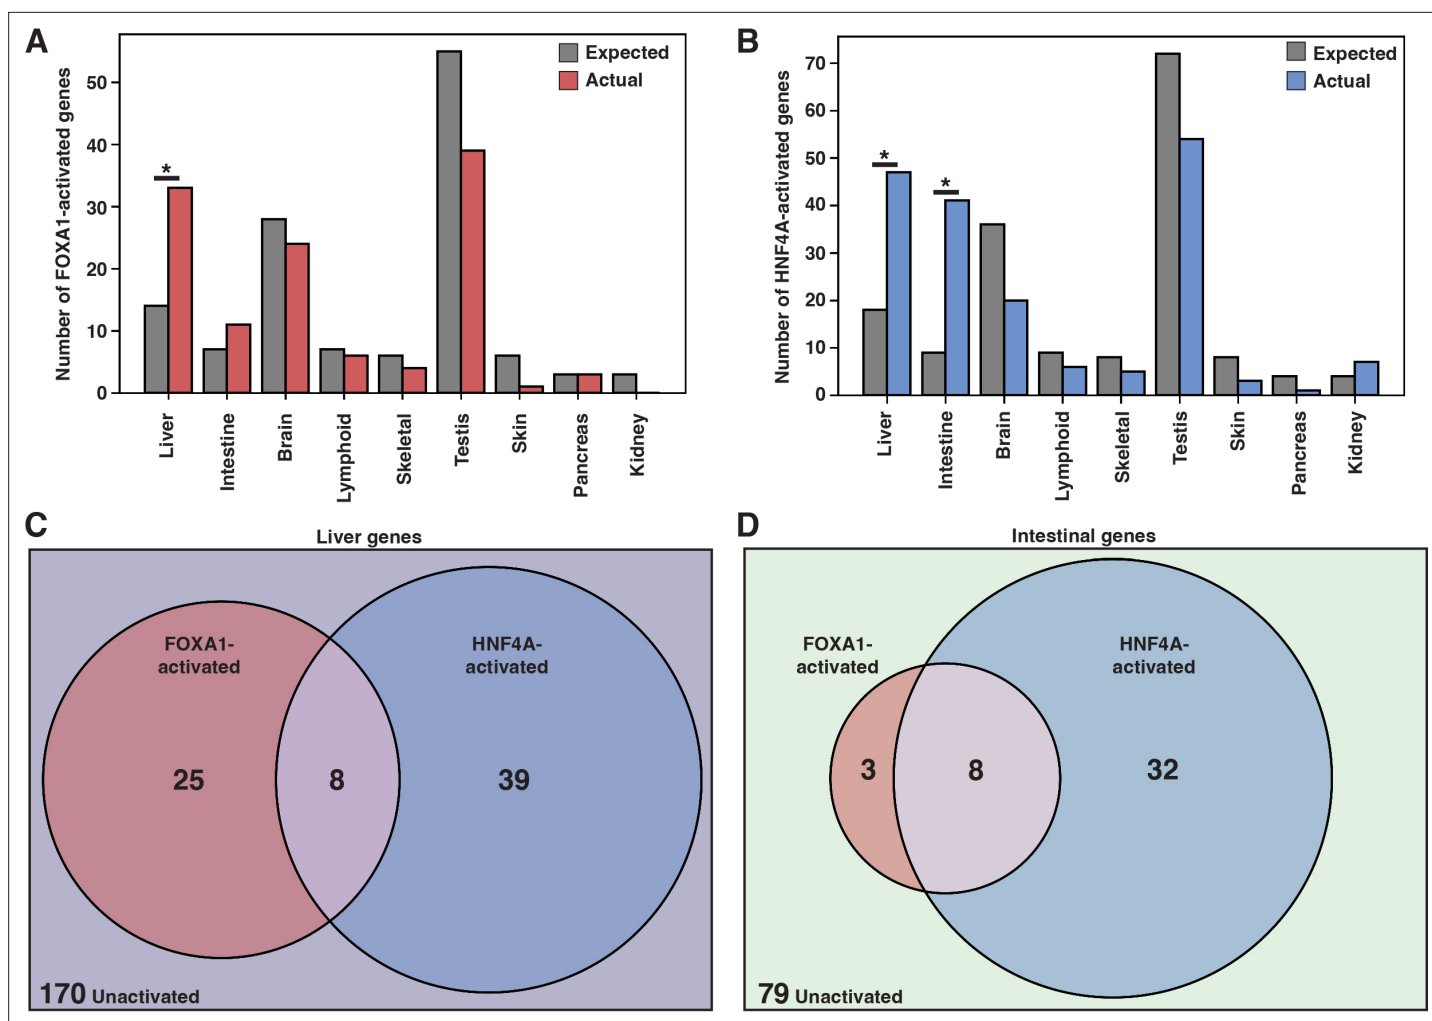 A
Expected
Actual
Number of FOXA1-activated genes
50
40
30
20
10
0
*
Liver
Intestine
Brain
Lymphoid
Skeletal
Testis
Skin
Pancreas
Kidney
B
Expected
Actual
Number of HNF4A-activated genes
70
60
50
40
30
20
10
0
*
*
Liver
Intestine
Brain
Lymphoid
Skeletal
Testis
Skin
Pancreas
Kidney
C
Liver genes
FOXA1-
activated
HNF4A-
activated
25
8
39
170 Unactivated
D
Intestinal genes
FOXA1-
activated
HNF4A-
activated
3
8
32
79 Unactivated